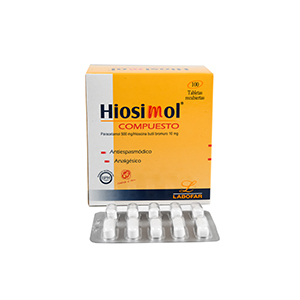 100
Tabletas
recubiertas
Hiosimol®
COMPUESTO
Paracetamol 500 mg/Hioscina butil bromuro 10 mg
Antiespasmódico
Analgésico
LABOFAR